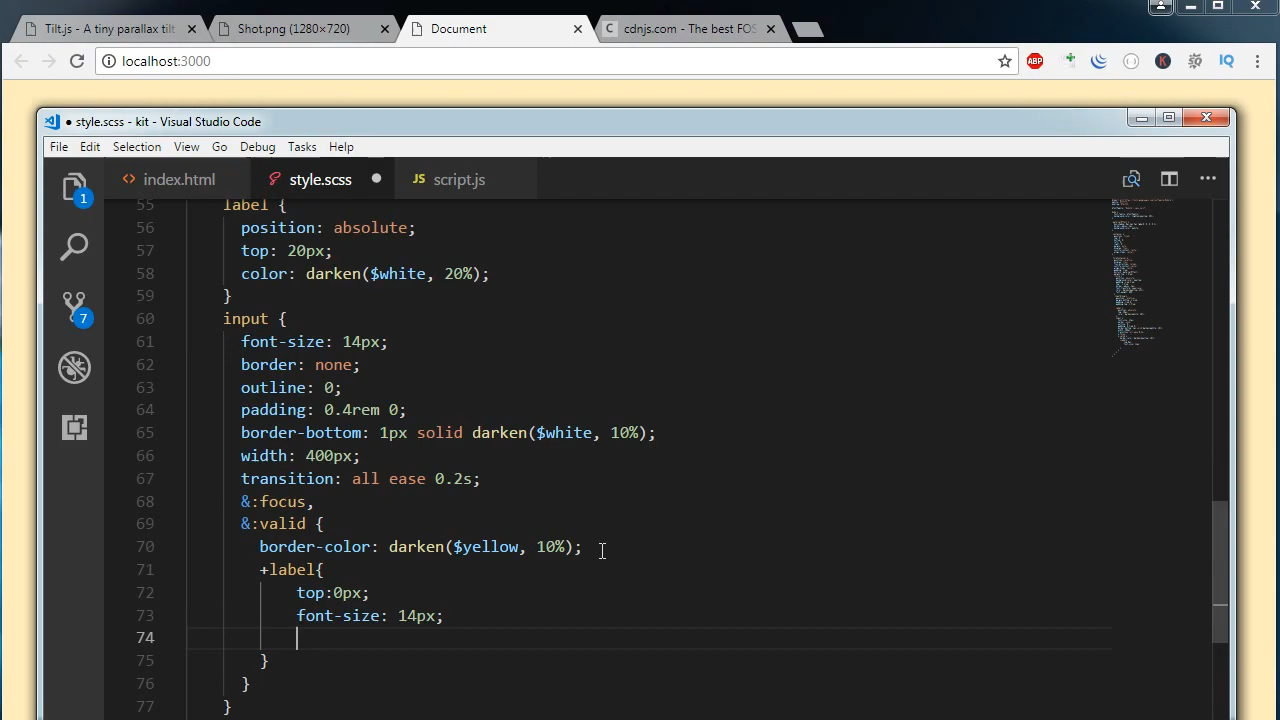 Tilt.js - A tiny parallax tilt
Shot.png (1280×720)
Document
cdnjs.com - The best FOS
localhost:3000
ABP
K
IQ
● style.scss - kit - Visual Studio Code
File Edit Selection View Go Debug Tasks Help
<> index.html
style.scss ●
JS script.js
1
7
55 label {
56 position: absolute;
57 top: 20px;
58 color: darken($white, 20%);
59 }
60 input {
61 font-size: 14px;
62 border: none;
63 outline: 0;
64 padding: 0.4rem 0;
65 border-bottom: 1px solid darken($white, 10%);
66 width: 400px;
67 transition: all ease 0.2s;
68 &:focus,
69 &:valid {
70 border-color: darken($yellow, 10%);
71 +label{
72 top:0px;
73 font-size: 14px;
74
75 }
76 }
77 }